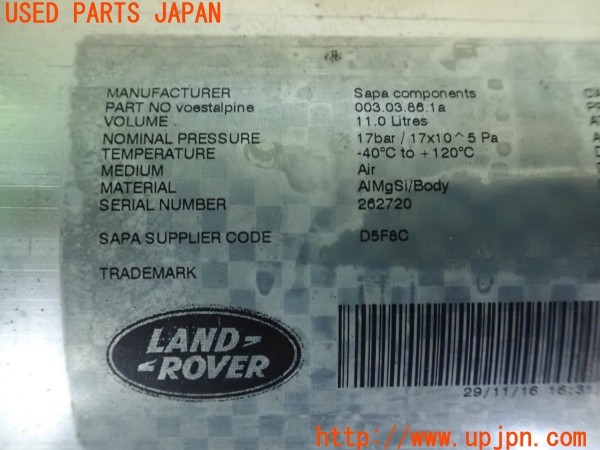 USED PARTS JAPAN
MANUFACTURER Sapa components
PART NO voestalpine 003.03.86.1a
VOLUME . 11.0 Litres
NOMINAL PRESSURE 17bar / 17x10^5 Pa
TEMPERATURE -40°C to +120°C
MEDIUM Air
MATERIAL AlMgSi/Body
SERIAL NUMBER 262720
SAPA SUPPLIER CODE D5F8C
TRADEMARK
LAND-
-ROVER
29/11/16 16:31
http://www.upjpn.com/